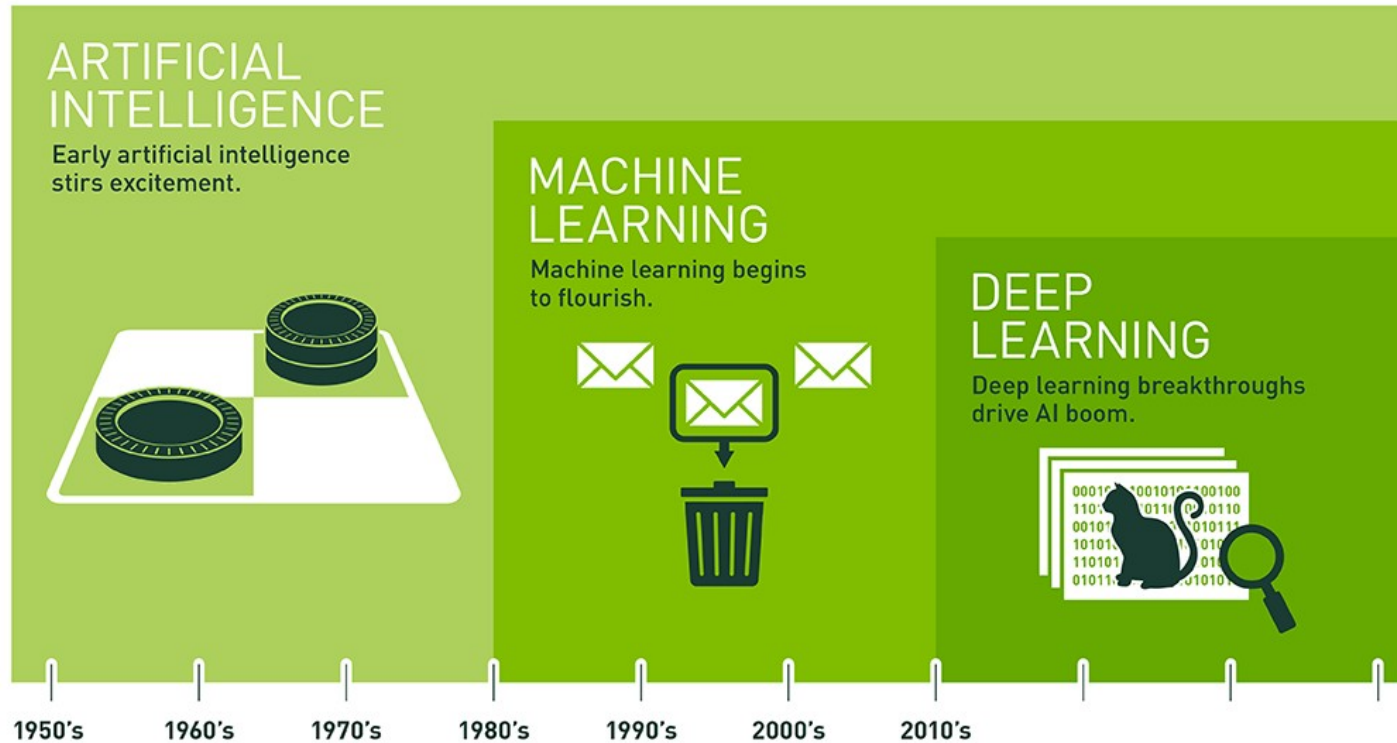 ARTIFICIAL
INTELLIGENCE
Early artificial intelligence
stirs excitement.
MACHINE
LEARNING
Machine learning begins
to flourish.
DEEP
LEARNING
Deep learning breakthroughs
drive AI boom.
1950's 1960's 1970's 1980's 1990's 2000's 2010's